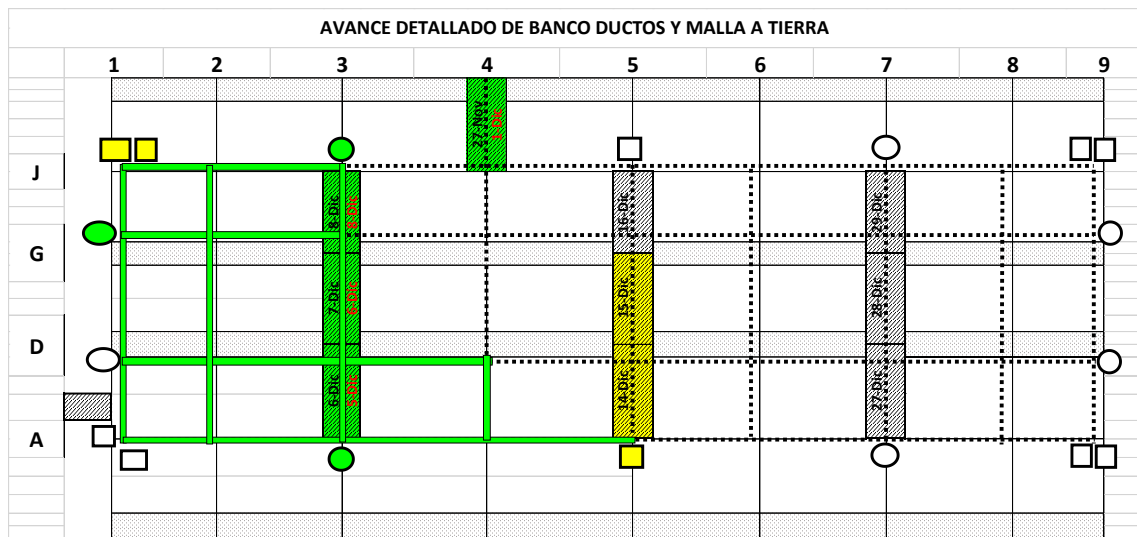 AVANCE DETALLADO DE BANCO DUCTOS Y MALLA A TIERRA
1 2 3 4 5 6 7 8 9
27-Nov
1-Dic
J
8-Dic
8-Dic
16-Dic
29-Dic
G
7-Dic
6-Dic
15-Dic
28-Dic
D
6-Dic
5-Dic
14-Dic
27-Dic
A